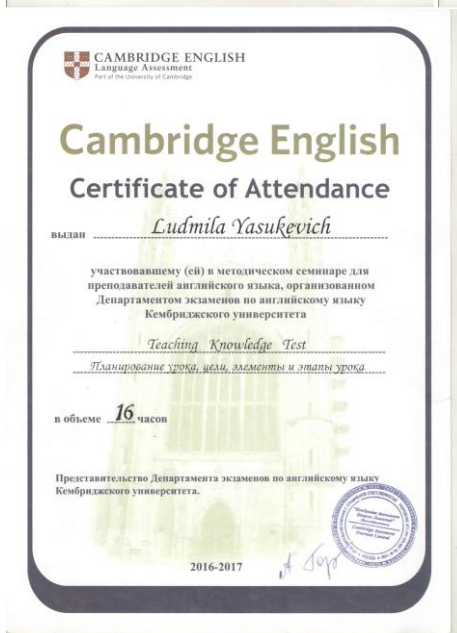 CAMBRIDGE ENGLISH
Language Assessment
Part of the University of Cambridge
Cambridge English
Certificate of Attendance
выдан Ludmila Yasukevich
участвовавшему (ей) в методическом семинаре для
преподавателей английского языка, организованном
Департаментом экзаменов по английскому языку
Кембриджского университета
Teaching Knowledge Test
Планирование урока, цели, элементы и этапы урока
в объеме 16 часов
Представительство Департамента экзаменов по английскому языку
Кембриджского университета.
2016-2017